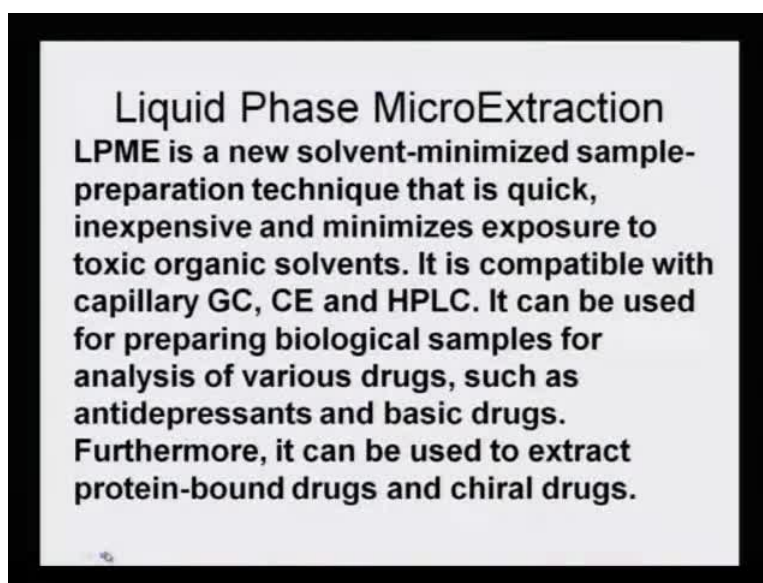 Liquid Phase MicroExtraction
LPME is a new solvent-minimized sample-
preparation technique that is quick,
inexpensive and minimizes exposure to
toxic organic solvents. It is compatible with
capillary GC, CE and HPLC. It can be used
for preparing biological samples for
analysis of various drugs, such as
antidepressants and basic drugs.
Furthermore, it can be used to extract
protein-bound drugs and chiral drugs.